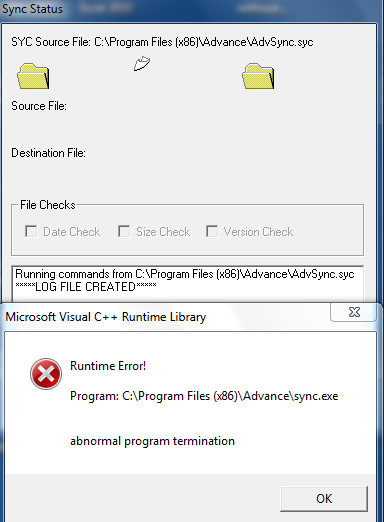 Sync Status
SYC Source File: C:\Program Files (x86)\Advance\AdvSync.syc
Source File:
Destination File:
File Checks
Date Check
Size Check
Version Check
Running commands from C:\Program Files (x86)\Advance\AdvSync.syc
*****LOG FILE CREATED*****
Microsoft Visual C++ Runtime Library
Runtime Error!
Program: C:\Program Files (x86)\Advance\sync.exe
abnormal program termination
OK